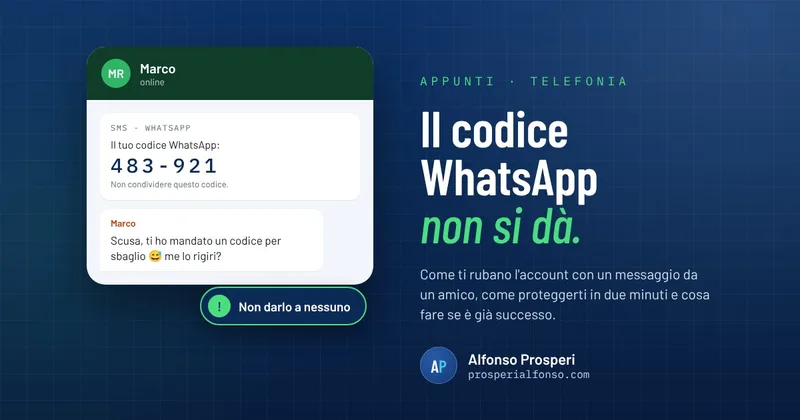 MR
Marco
online
SMS · WHATSAPP
Il tuo codice WhatsApp:
483-921
Non condividere questo codice.
Marco
Scusa, ti ho mandato un codice per
sbaglio 😅 me lo rigiri?
! Non darlo a nessuno
APPUNTI · TELEFONIA
Il codice
WhatsApp
non si dà.
Come ti rubano l'account con un messaggio da
un amico, come proteggerti in due minuti e cosa
fare se è già successo.
AP
Alfonso Prosperi
prosperialfonso.com